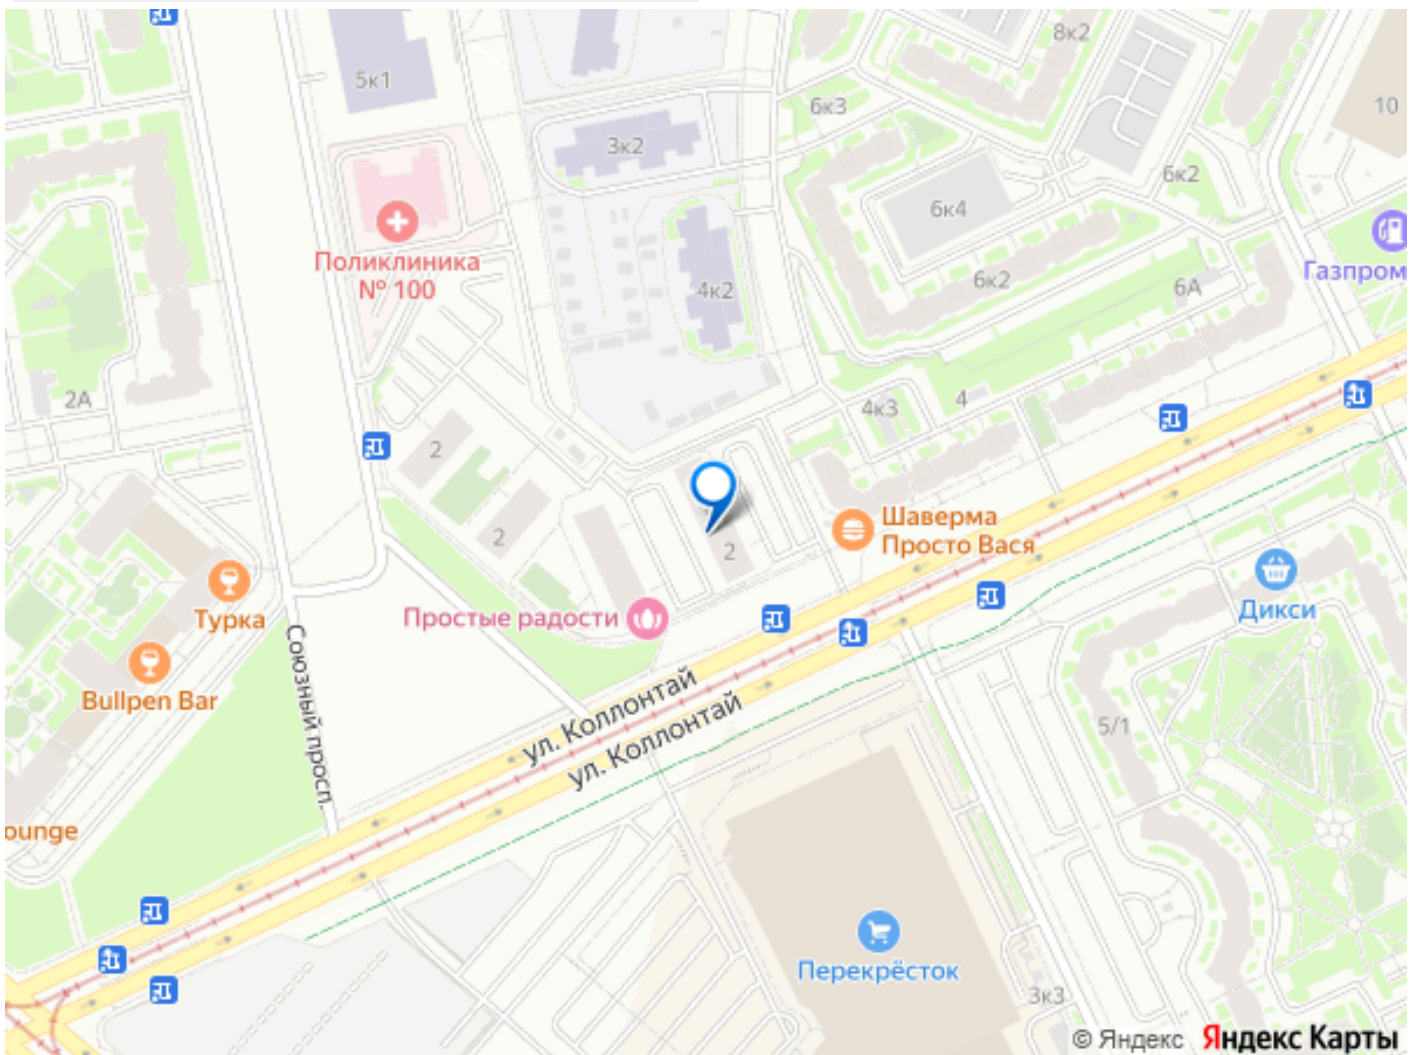 8к2
5к1
6к3
10
3к2
6к2
6к4
Поликлиника
№ 100
4к2
6к2
6А
Газпром
2А
4к3
4
2
Шаверма
Просто Вася
2
2
Дикси
Турка
Простые радости
Союзный просп.
Bullpen Bar
ул. Коллонтай
ул. Коллонтай
5/1
ounge
Перекрёсток
3к3
© Яндекс Яндекс Карты